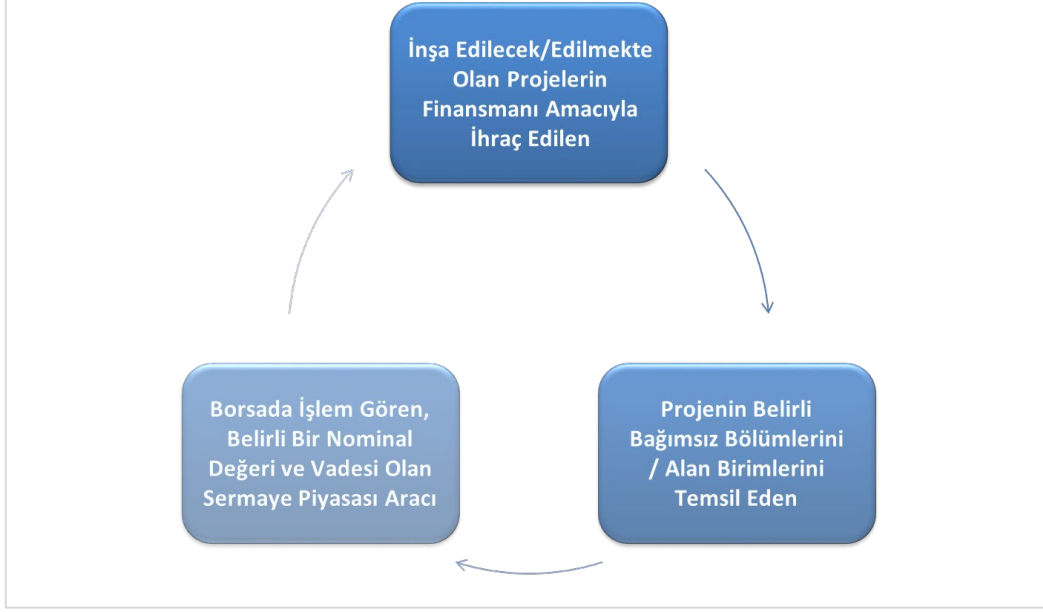 İnşa Edilecek/Edilmekte
Olan Projelerin
Finansmanı Amacıyla
İhraç Edilen
Projenin Belirli
Bağımsız Bölümlerini
/ Alan Birimlerini
Temsil Eden
Borsada İşlem Gören,
Belirli Bir Nominal
Değeri ve Vadesi Olan
Sermaye Piyasası Aracı